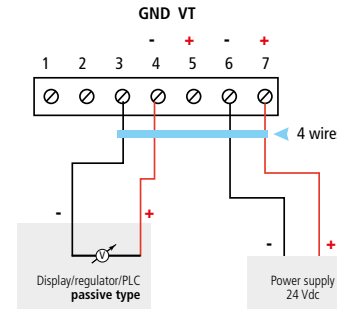 GND VT
- + - +
1 2 3 4 5 6 7
4 wire
- +
V
- +
Display/regulator/PLC
passive type
Power supply
24 Vdc